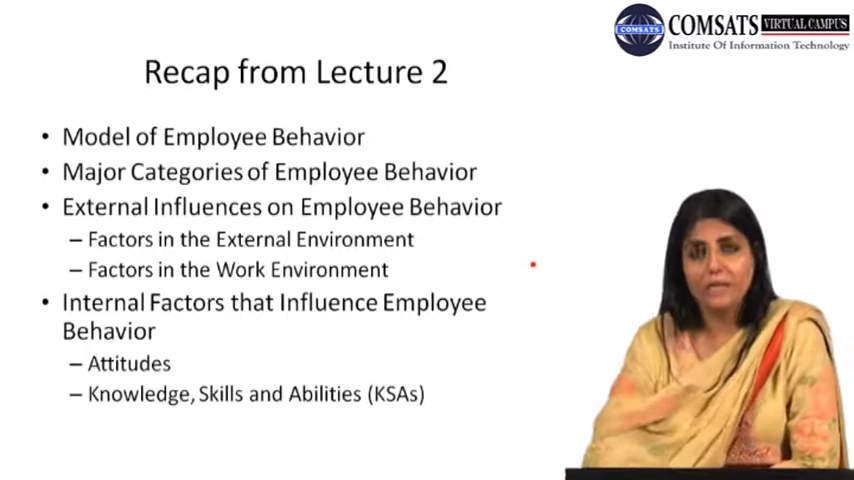 COMSATS VIRTUAL CAMPUS
Institute Of Information Technology
COMSATS
Recap from Lecture 2
• Model of Employee Behavior
• Major Categories of Employee Behavior
• External Influences on Employee Behavior
– Factors in the External Environment
– Factors in the Work Environment
• Internal Factors that Influence Employee
Behavior
– Attitudes
– Knowledge, Skills and Abilities (KSAs)